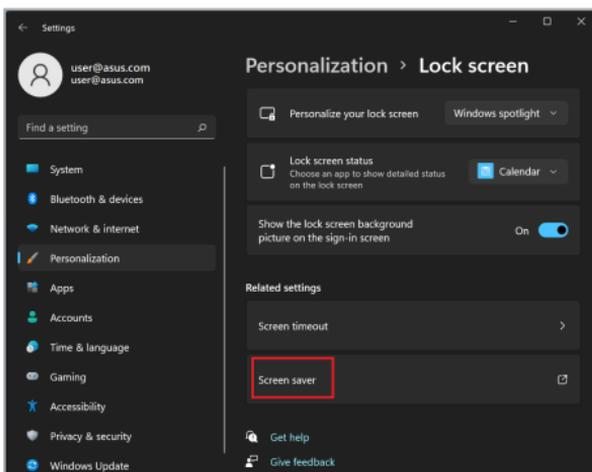 Settings
user@asus.com
user@asus.com
Find a setting
System
Bluetooth & devices
Network & internet
Personalization
Apps
Accounts
Time & language
Gaming
Accessibility
Privacy & security
Windows Update
Personalization > Lock screen
Personalize your lock screen
Windows spotlight
Lock screen status
Choose an app to show detailed status
on the lock screen
Calendar
Show the lock screen background
picture on the sign-in screen
On
Related settings
Screen timeout
Screen saver
Get help
Give feedback